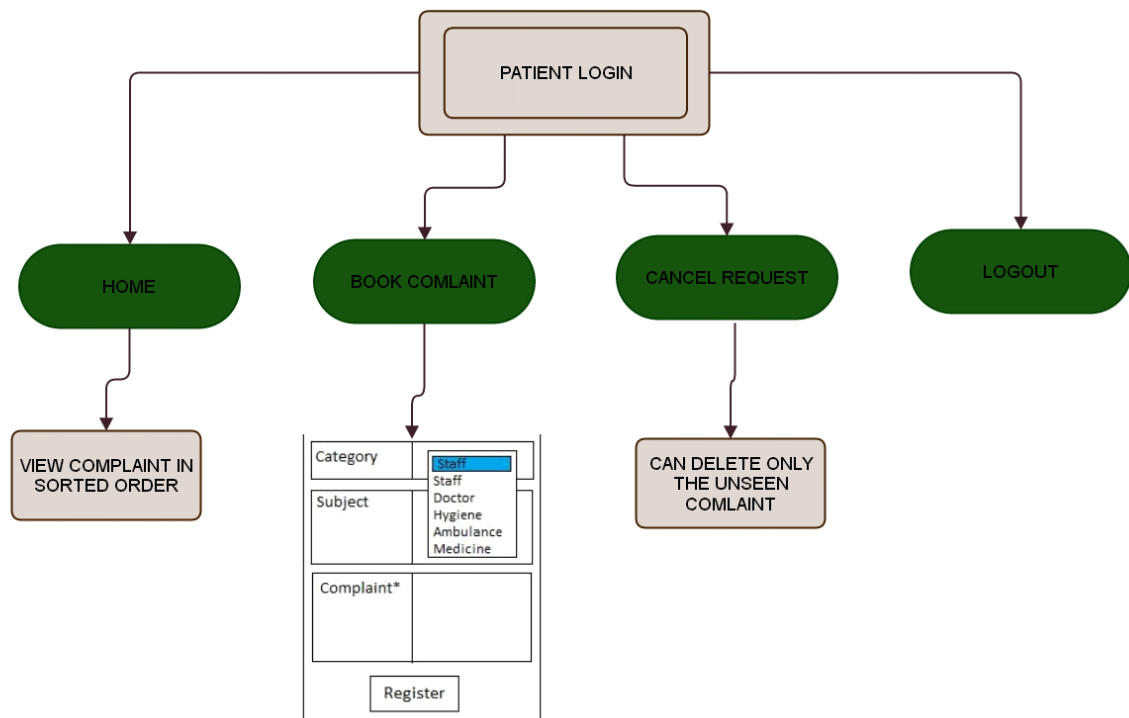 PATIENT LOGIN
HOME
BOOK COMLAINT
CANCEL REQUEST
LOGOUT
VIEW COMPLAINT IN
SORTED ORDER
Category
Staff
Staff
Doctor
Hygiene
Ambulance
Medicine
Subject
Complaint*
Register
CAN DELETE ONLY
THE UNSEEN
COMLAINT